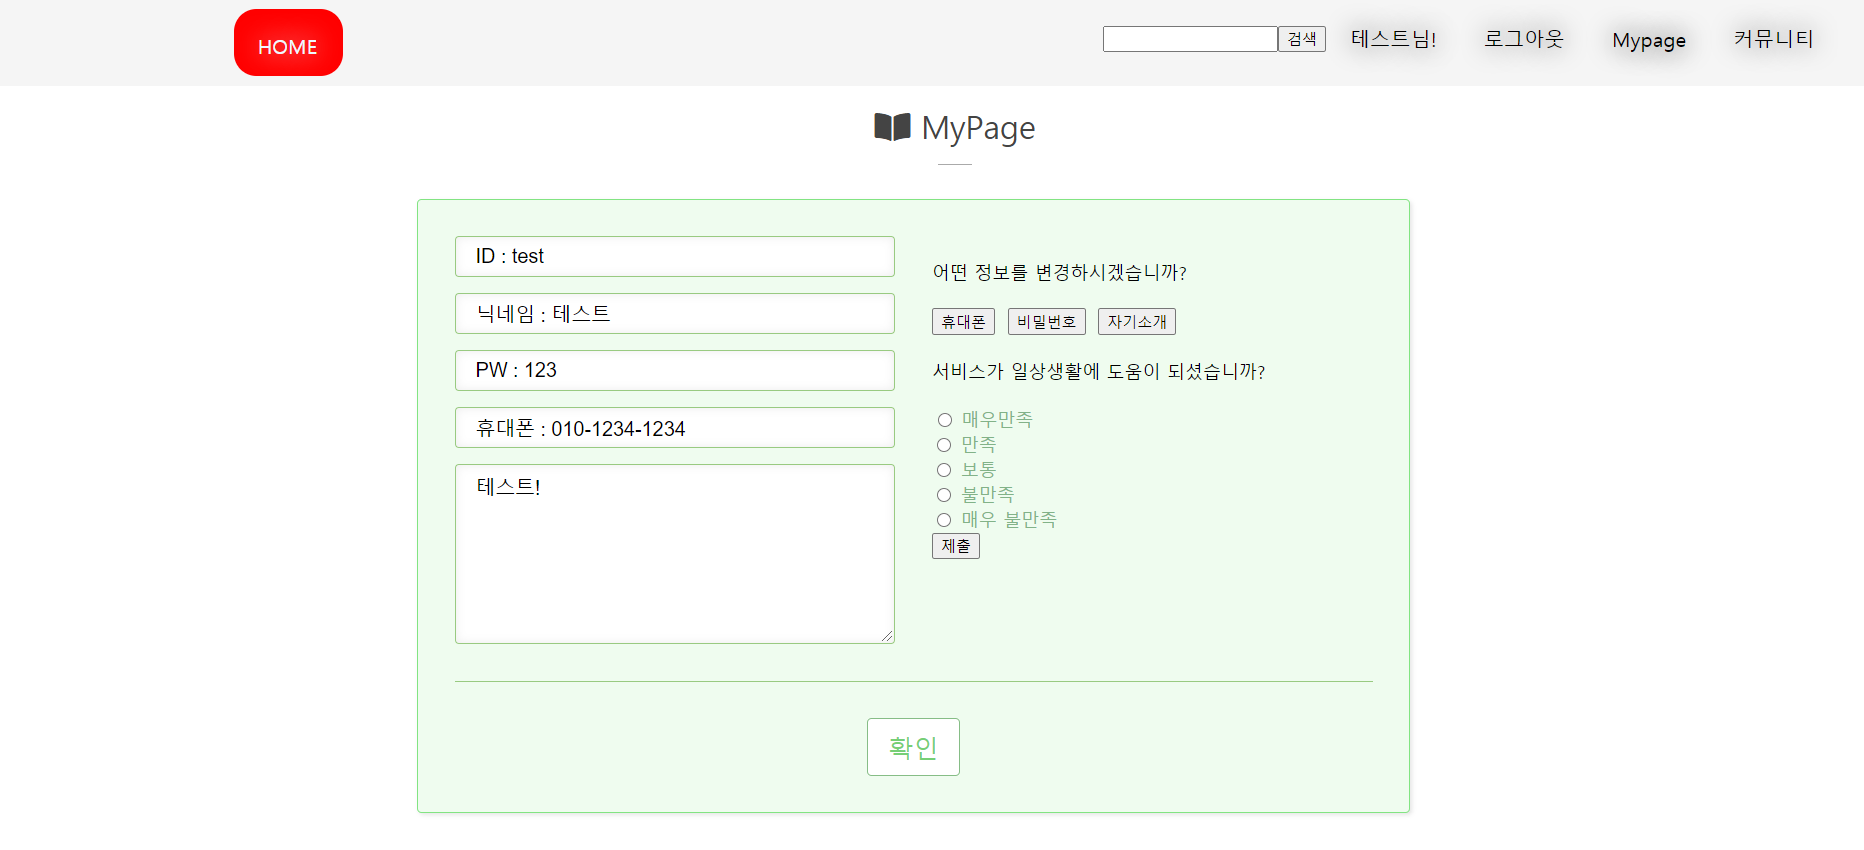 HOME
검색 테스트님! 로그아웃 Mypage 커뮤니티
MyPage
ID : test
닉네임 : 테스트
PW : 123
휴대폰 : 010-1234-1234
테스트!
어떤 정보를 변경하시겠습니까?
휴대폰 비밀번호 자기소개
서비스가 일상생활에 도움이 되셨습니까?
매우만족
만족
보통
불만족
매우 불만족
제출
확인